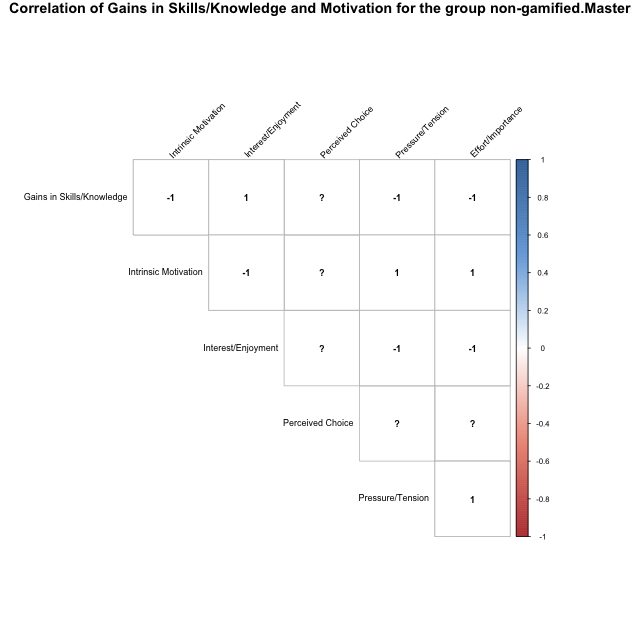 Correlation of Gains in Skills/Knowledge and Motivation for the group non-gamified.Master
Intrinsic Motivation
Interest/Enjoyment
Perceived Choice
Pressure/Tension
Effort/Importance
Gains in Skills/Knowledge -1 1 ? -1 -1
Intrinsic Motivation -1 ? 1 1
Interest/Enjoyment ? -1 -1
Perceived Choice ? ?
Pressure/Tension 1
1
0.8
0.6
0.4
0.2
0
-0.2
-0.4
-0.6
-0.8
-1